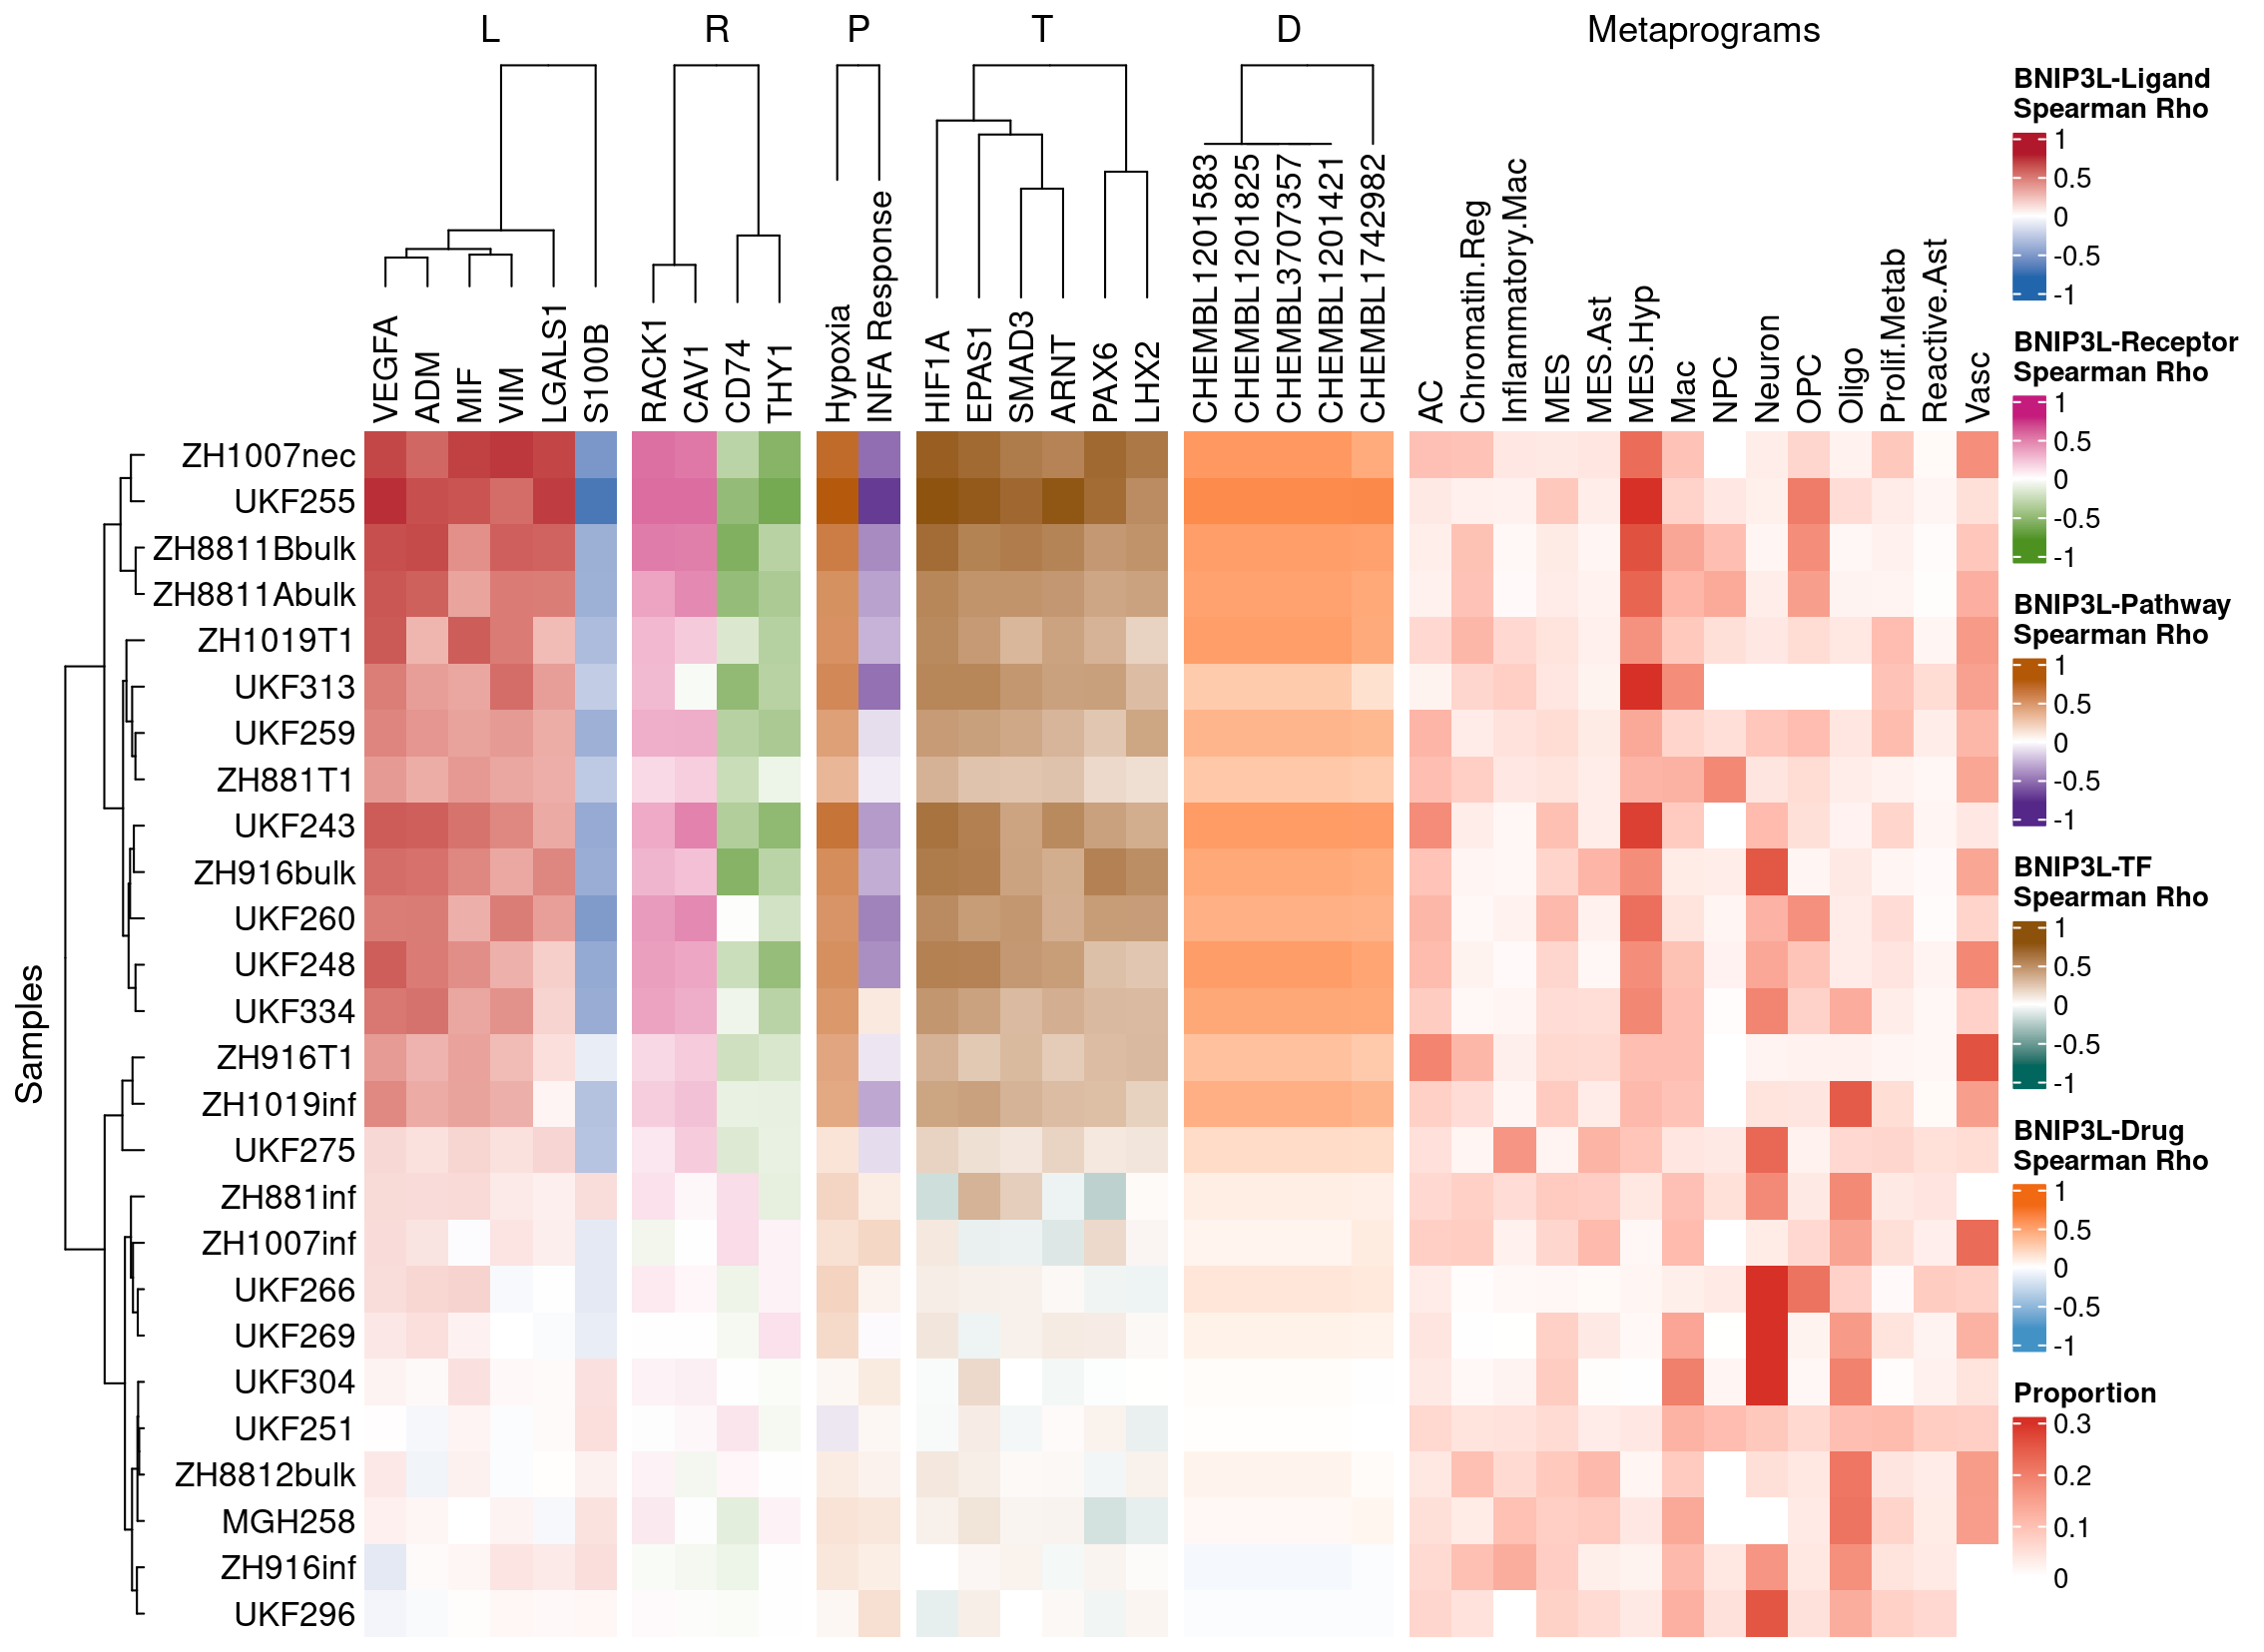 L R P T D Metaprograms
VEGFA
ADM
MIF
VIM
LGALS1
S100B
RACK1
CAV1
CD74
THY1
Hypoxia
INFA Response
HIF1A
EPAS1
SMAD3
ARNT
PAX6
LHX2
CHEMBL1201583
CHEMBL1201825
CHEMBL3707357
CHEMBL1201421
CHEMBL1742982
AC
Chromatin.Reg
Inflammatory.Mac
MES
MES.Ast
MES.Hyp
Mac
NPC
Neuron
OPC
Oligo
Prolif.Metab
Reactive.Ast
Vasc
Samples
ZH1007nec
UKF255
ZH8811Bbulk
ZH8811Abulk
ZH1019T1
UKF313
UKF259
ZH881T1
UKF243
ZH916bulk
UKF260
UKF248
UKF334
ZH916T1
ZH1019inf
UKF275
ZH881inf
ZH1007inf
UKF266
UKF269
UKF304
UKF251
ZH8812bulk
MGH258
ZH916inf
UKF296
BNIP3L-Ligand
Spearman Rho
1
0.5
0
-0.5
-1
BNIP3L-Receptor
Spearman Rho
1
0.5
0
-0.5
-1
BNIP3L-Pathway
Spearman Rho
1
0.5
0
-0.5
-1
BNIP3L-TF
Spearman Rho
1
0.5
0
-0.5
-1
BNIP3L-Drug
Spearman Rho
1
0.5
0
-0.5
-1
Proportion
0.3
0.2
0.1
0